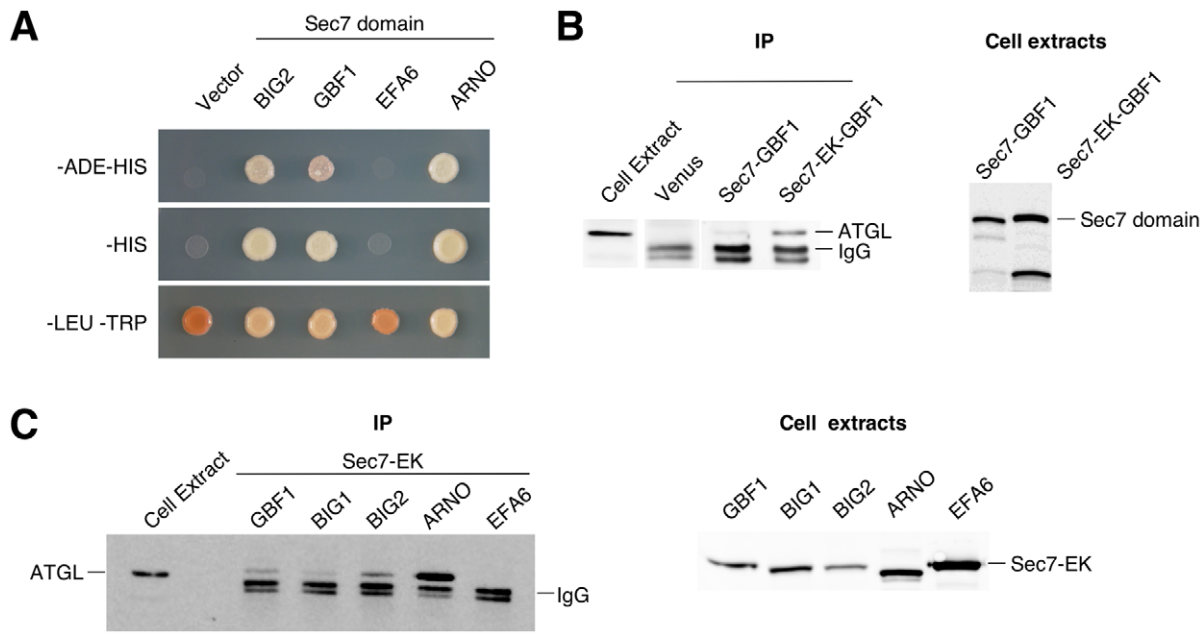 A
Sec7 domain
Vector
BIG2
GBF1
EFA6
ARNO
-ADE-HIS
-HIS
-LEU -TRP
B
IP
Cell extracts
Cell Extract
Venus
Sec7-GBF1
Sec7-EK-GBF1
ATGL
IgG
Sec7-GBF1
Sec7-EK-GBF1
Sec7 domain
C
IP
Sec7-EK
Cell Extract
GBF1
BIG1
BIG2
ARNO
EFA6
ATGL
IgG
Cell extracts
GBF1
BIG1
BIG2
ARNO
EFA6
Sec7-EK